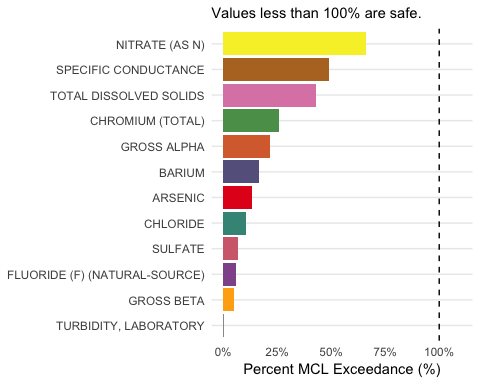 Values less than 100% are safe.
NITRATE (AS N)
SPECIFIC CONDUCTANCE
TOTAL DISSOLVED SOLIDS
CHROMIUM (TOTAL)
GROSS ALPHA
BARIUM
ARSENIC
CHLORIDE
SULFATE
FLUORIDE (F) (NATURAL-SOURCE)
GROSS BETA
TURBIDITY, LABORATORY
0% 25% 50% 75% 100%
Percent MCL Exceedance (%)